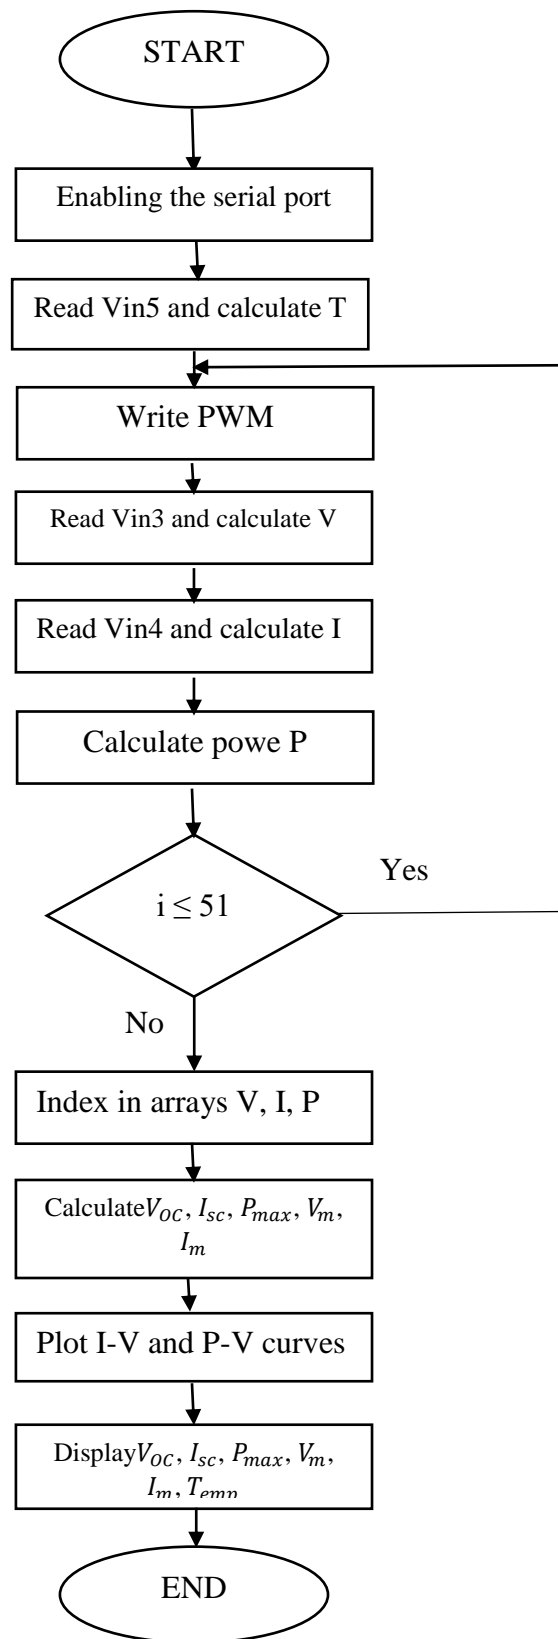 START
Enabling the serial port
Read Vin5 and calculate T
Write PWM
Read Vin3 and calculate V
Read Vin4 and calculate I
Calculate powe P
Yes
i ≤ 51
No
Index in arrays V, I, P
CalculateV_OC, I_sc, P_max, V_m,
I_m
Plot I-V and P-V curves
DisplayV_OC, I_sc, P_max, V_m,
I_m, T_emp
END